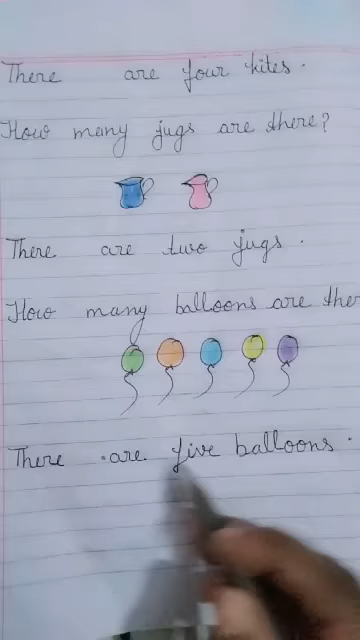 There are four kites.
How many jugs are there?
There are two jugs.
How many balloons are ther
There are five balloons.